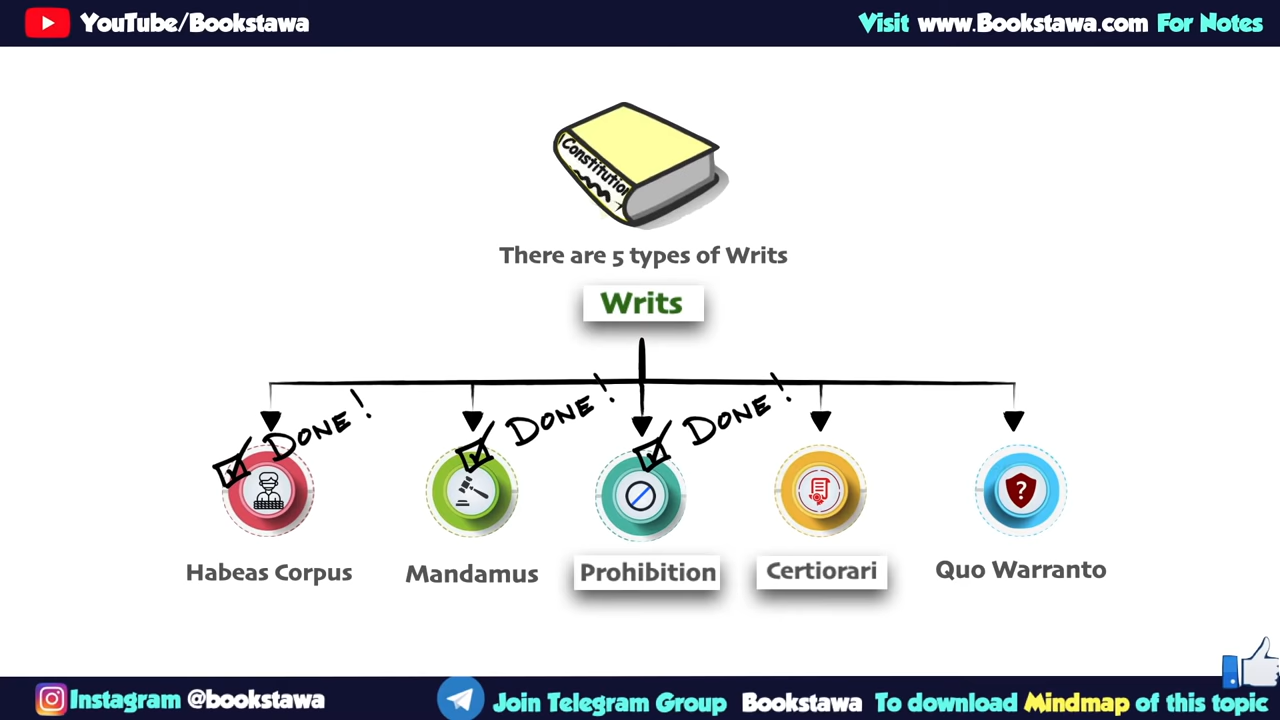 YouTube/Bookstawa
Visit www.Bookstawa.com For Notes
Constitution
There are 5 types of Writs
Writs
Done!
Done!
Done!
Habeas Corpus
Mandamus
Prohibition
Certiorari
Quo Warranto
?
Instagram @bookstawa
Join Telegram Group Bookstawa To download Mindmap of this topic